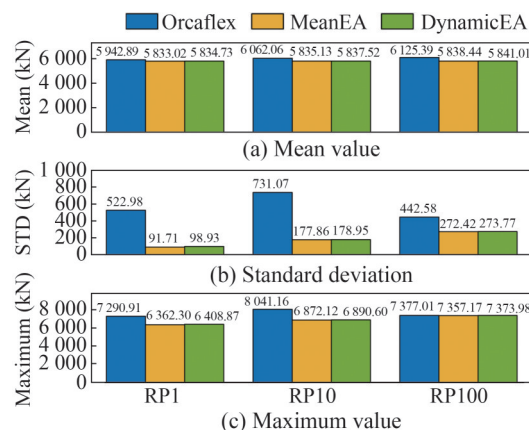 Orcaflex MeanEA DynamicEA
Mean (kN)
6 000
4 000
2 000
0
5 942.89 5 833.02 5 834.73 6 062.06 5 835.13 5 837.52 6 125.39 5 838.44 5 841.01
(a) Mean value
STD (kN)
1 000
800
600
400
200
0
522.98 91.71 98.93 731.07 177.86 178.95 442.58 272.42 273.77
(b) Standard deviation
Maximum (kN)
8 000
6 000
4 000
2 000
0
7 290.91 6 362.30 6 408.87 8 041.16 6 872.12 6 890.60 7 377.01 7 357.17 7 373.98
RP1 RP10 RP100
(c) Maximum value